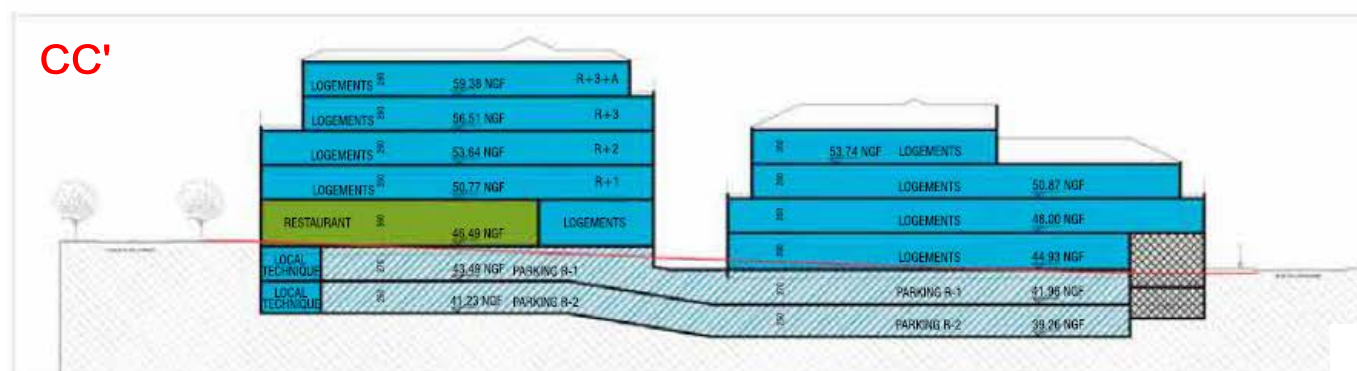 CC'
LOGEMENTS 59.38 NGF R+3+A
LOGEMENTS 56.51 NGF R+3
LOGEMENTS 53.64 NGF R+2
LOGEMENTS 50.77 NGF R+1
RESTAURANT 46.49 NGF LOGEMENTS
LOCAL TECHNIQUE 270 43.49 NGF PARKING R-1
LOCAL TECHNIQUE 41.23 NGF PARKING R-2
53.74 NGF LOGEMENTS
LOGEMENTS 50.87 NGF
LOGEMENTS 48.00 NGF
LOGEMENTS 44.93 NGF
270 PARKING R-1 41.96 NGF
PARKING R-2 39.26 NGF